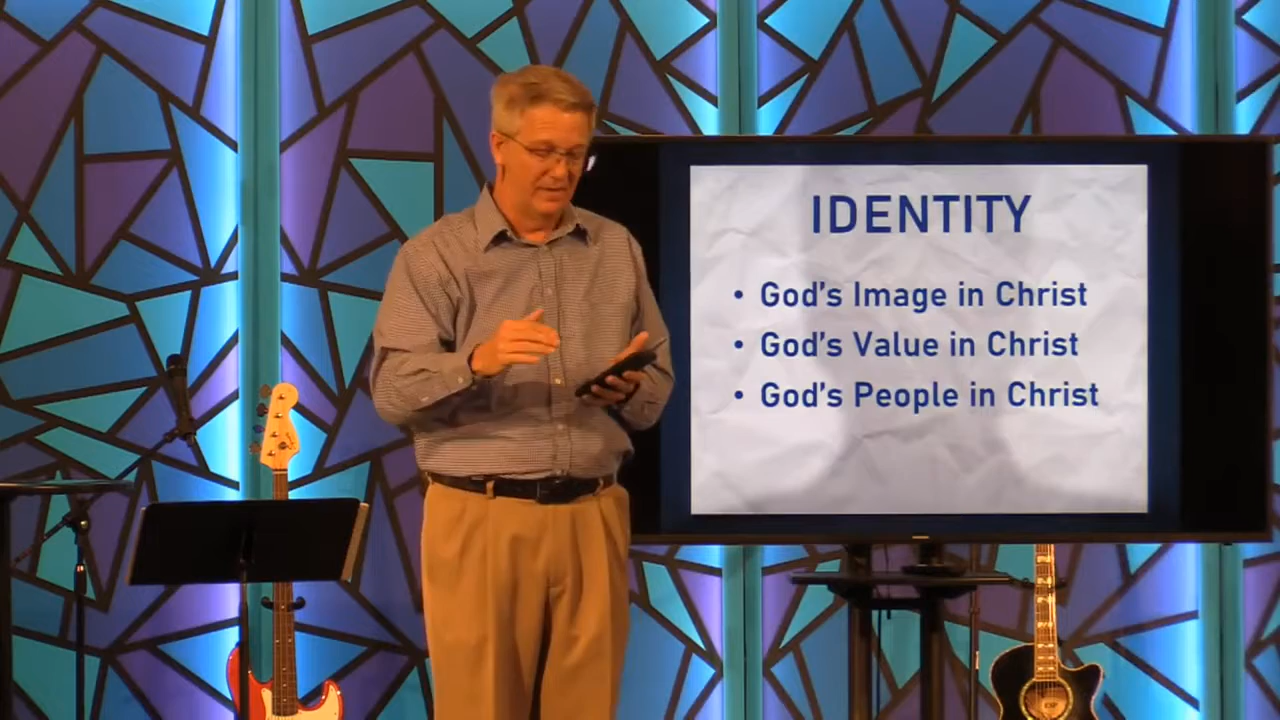 IDENTITY
• God's Image in Christ
• God's Value in Christ
• God's People in Christ